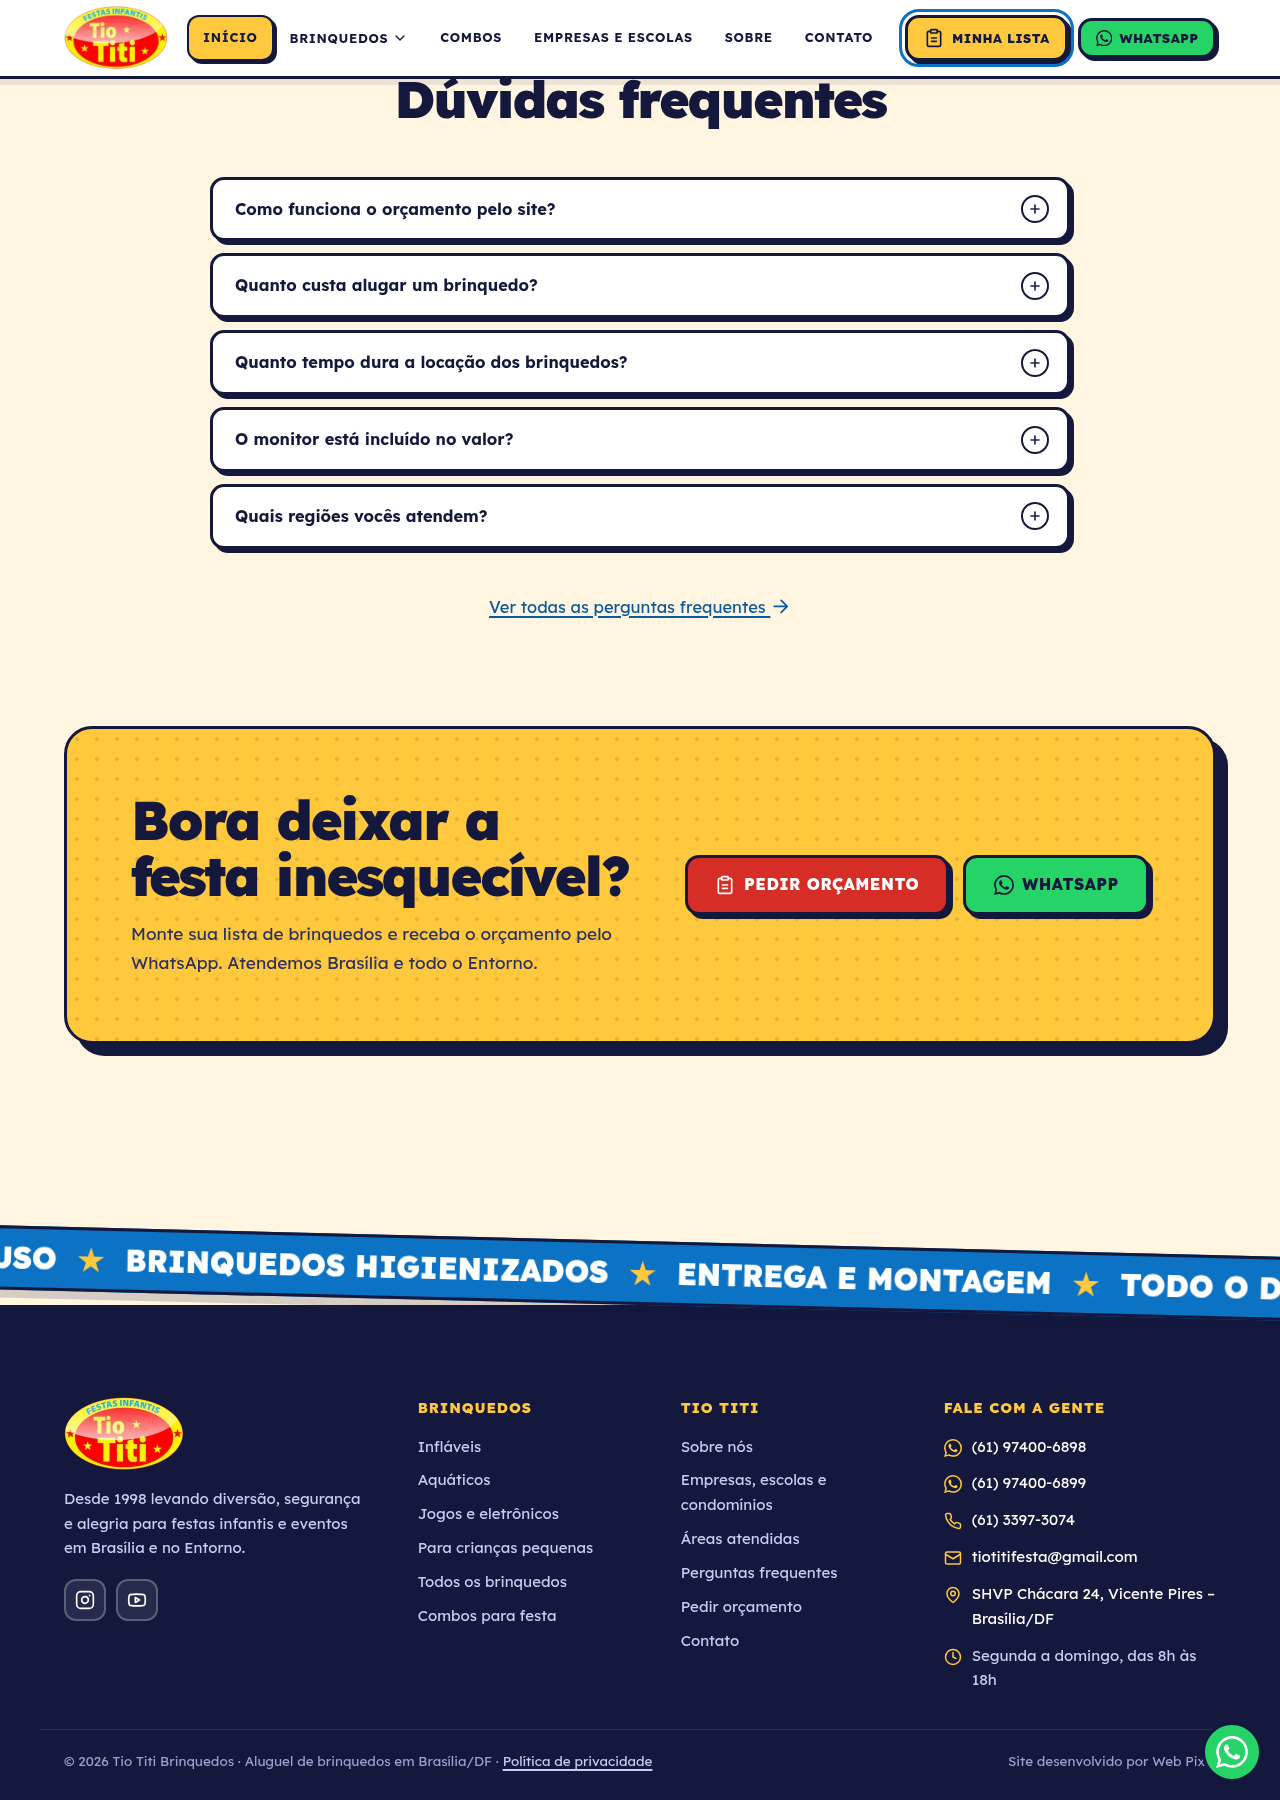 FESTAS INFANTIS
Tio
Titi
INÍCIO
BRINQUEDOS
COMBOS
EMPRESAS E ESCOLAS
SOBRE
CONTATO
MINHA LISTA
WHATSAPP
Dúvidas frequentes
Como funciona o orçamento pelo site?
Quanto custa alugar um brinquedo?
Quanto tempo dura a locação dos brinquedos?
O monitor está incluído no valor?
Quais regiões vocês atendem?
Ver todas as perguntas frequentes
Bora deixar a
festa inesquecível?
Monte sua lista de brinquedos e receba o orçamento pelo
WhatsApp. Atendemos Brasília e todo o Entorno.
PEDIR ORÇAMENTO
WHATSAPP
USO ★ BRINQUEDOS HIGIENIZADOS ★ ENTREGA E MONTAGEM ★ TODO O D
FESTAS INFANTIS
Tio
Titi
Desde 1998 levando diversão, segurança
e alegria para festas infantis e eventos
em Brasília e no Entorno.
BRINQUEDOS
Infláveis
Aquáticos
Jogos e eletrônicos
Para crianças pequenas
Todos os brinquedos
Combos para festa
TIO TITI
Sobre nós
Empresas, escolas e
condomínios
Áreas atendidas
Perguntas frequentes
Pedir orçamento
Contato
FALE COM A GENTE
(61) 97400-6898
(61) 97400-6899
(61) 3397-3074
tiotitifesta@gmail.com
SHVP Chácara 24, Vicente Pires –
Brasília/DF
Segunda a domingo, das 8h às
18h
© 2026 Tio Titi Brinquedos · Aluguel de brinquedos em Brasília/DF · Política de privacidade
Site desenvolvido por Web Pix